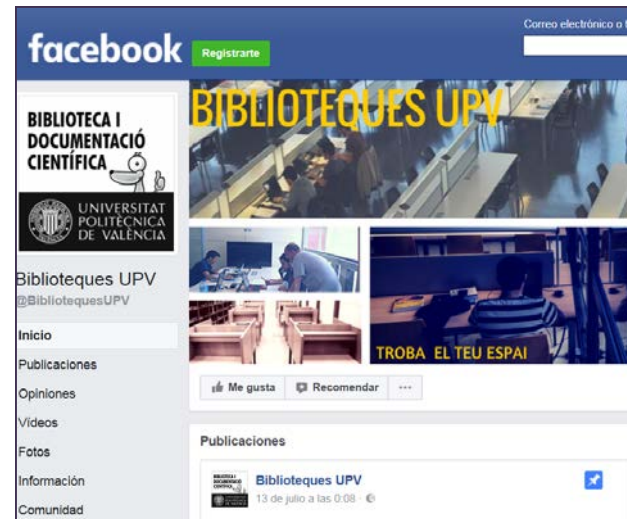 facebook
Registrarte
Correo electrónico o
BIBLIOTECA I
DOCUMENTACIÓ
CIENTÍFICA
UNIVERSITAT
POLITÈCNICA
DE VALÈNCIA
BIBLIOTEQUES UPV
TROBA EL TEU ESPAI
Biblioteques UPV
@BibliotequesUPV
Inicio
Publicaciones
Opiniones
Vídeos
Fotos
Información
Comunidad
Me gusta
Recomendar
···
Publicaciones
Biblioteques UPV
13 de julio a las 0:08 ·